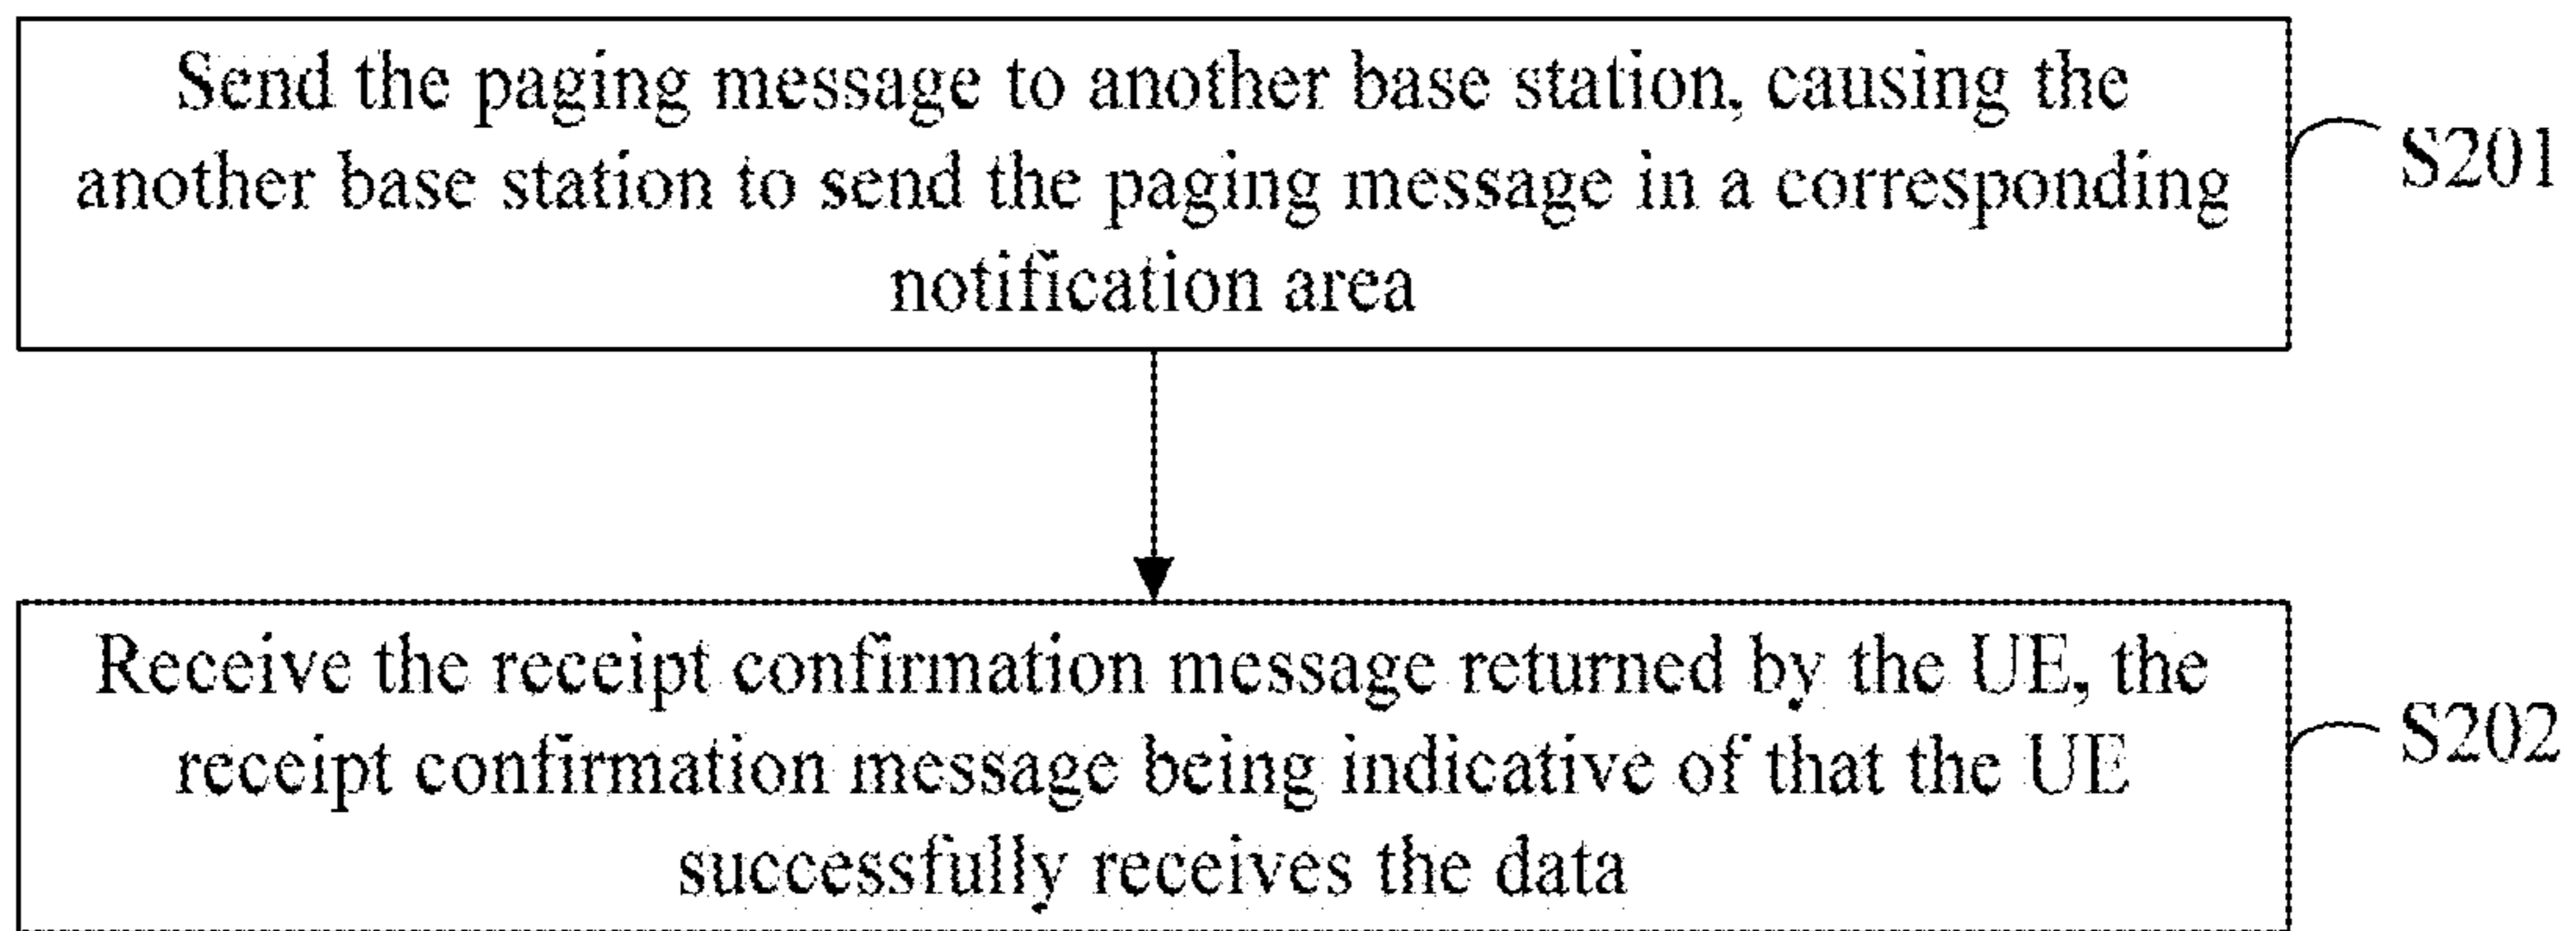 Send the paging message to another base station, causing the
another base station to send the paging message in a corresponding
notification area
S201
Receive the receipt confirmation message returned by the UE, the
receipt confirmation message being indicative of that the UE
successfully receives the data
S202